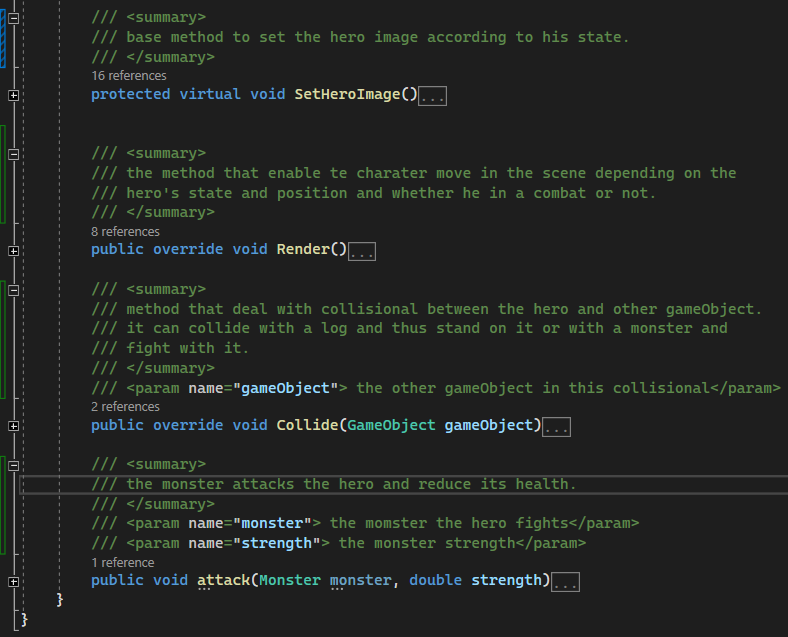 /// <summary>
/// base method to set the hero image according to his state.
/// </summary>
16 references
protected virtual void SetHeroImage()...
/// <summary>
/// the method that enable te charater move in the scene depending on the
/// hero's state and position and whether he in a combat or not.
/// </summary>
8 references
public override void Render()...
/// <summary>
/// method that deal with collisional between the hero and other gameObject.
/// it can collide with a log and thus stand on it or with a monster and
/// fight with it.
/// </summary>
/// <param name="gameObject"> the other gameObject in this collisional</param>
2 references
public override void Collide(GameObject gameObject)...
/// <summary>
/// the monster attacks the hero and reduce its health.
/// </summary>
/// <param name="monster"> the momster the hero fights</param>
/// <param name="strength"> the monster strength</param>
1 reference
public void attack(Monster monster, double strength)...
}
}